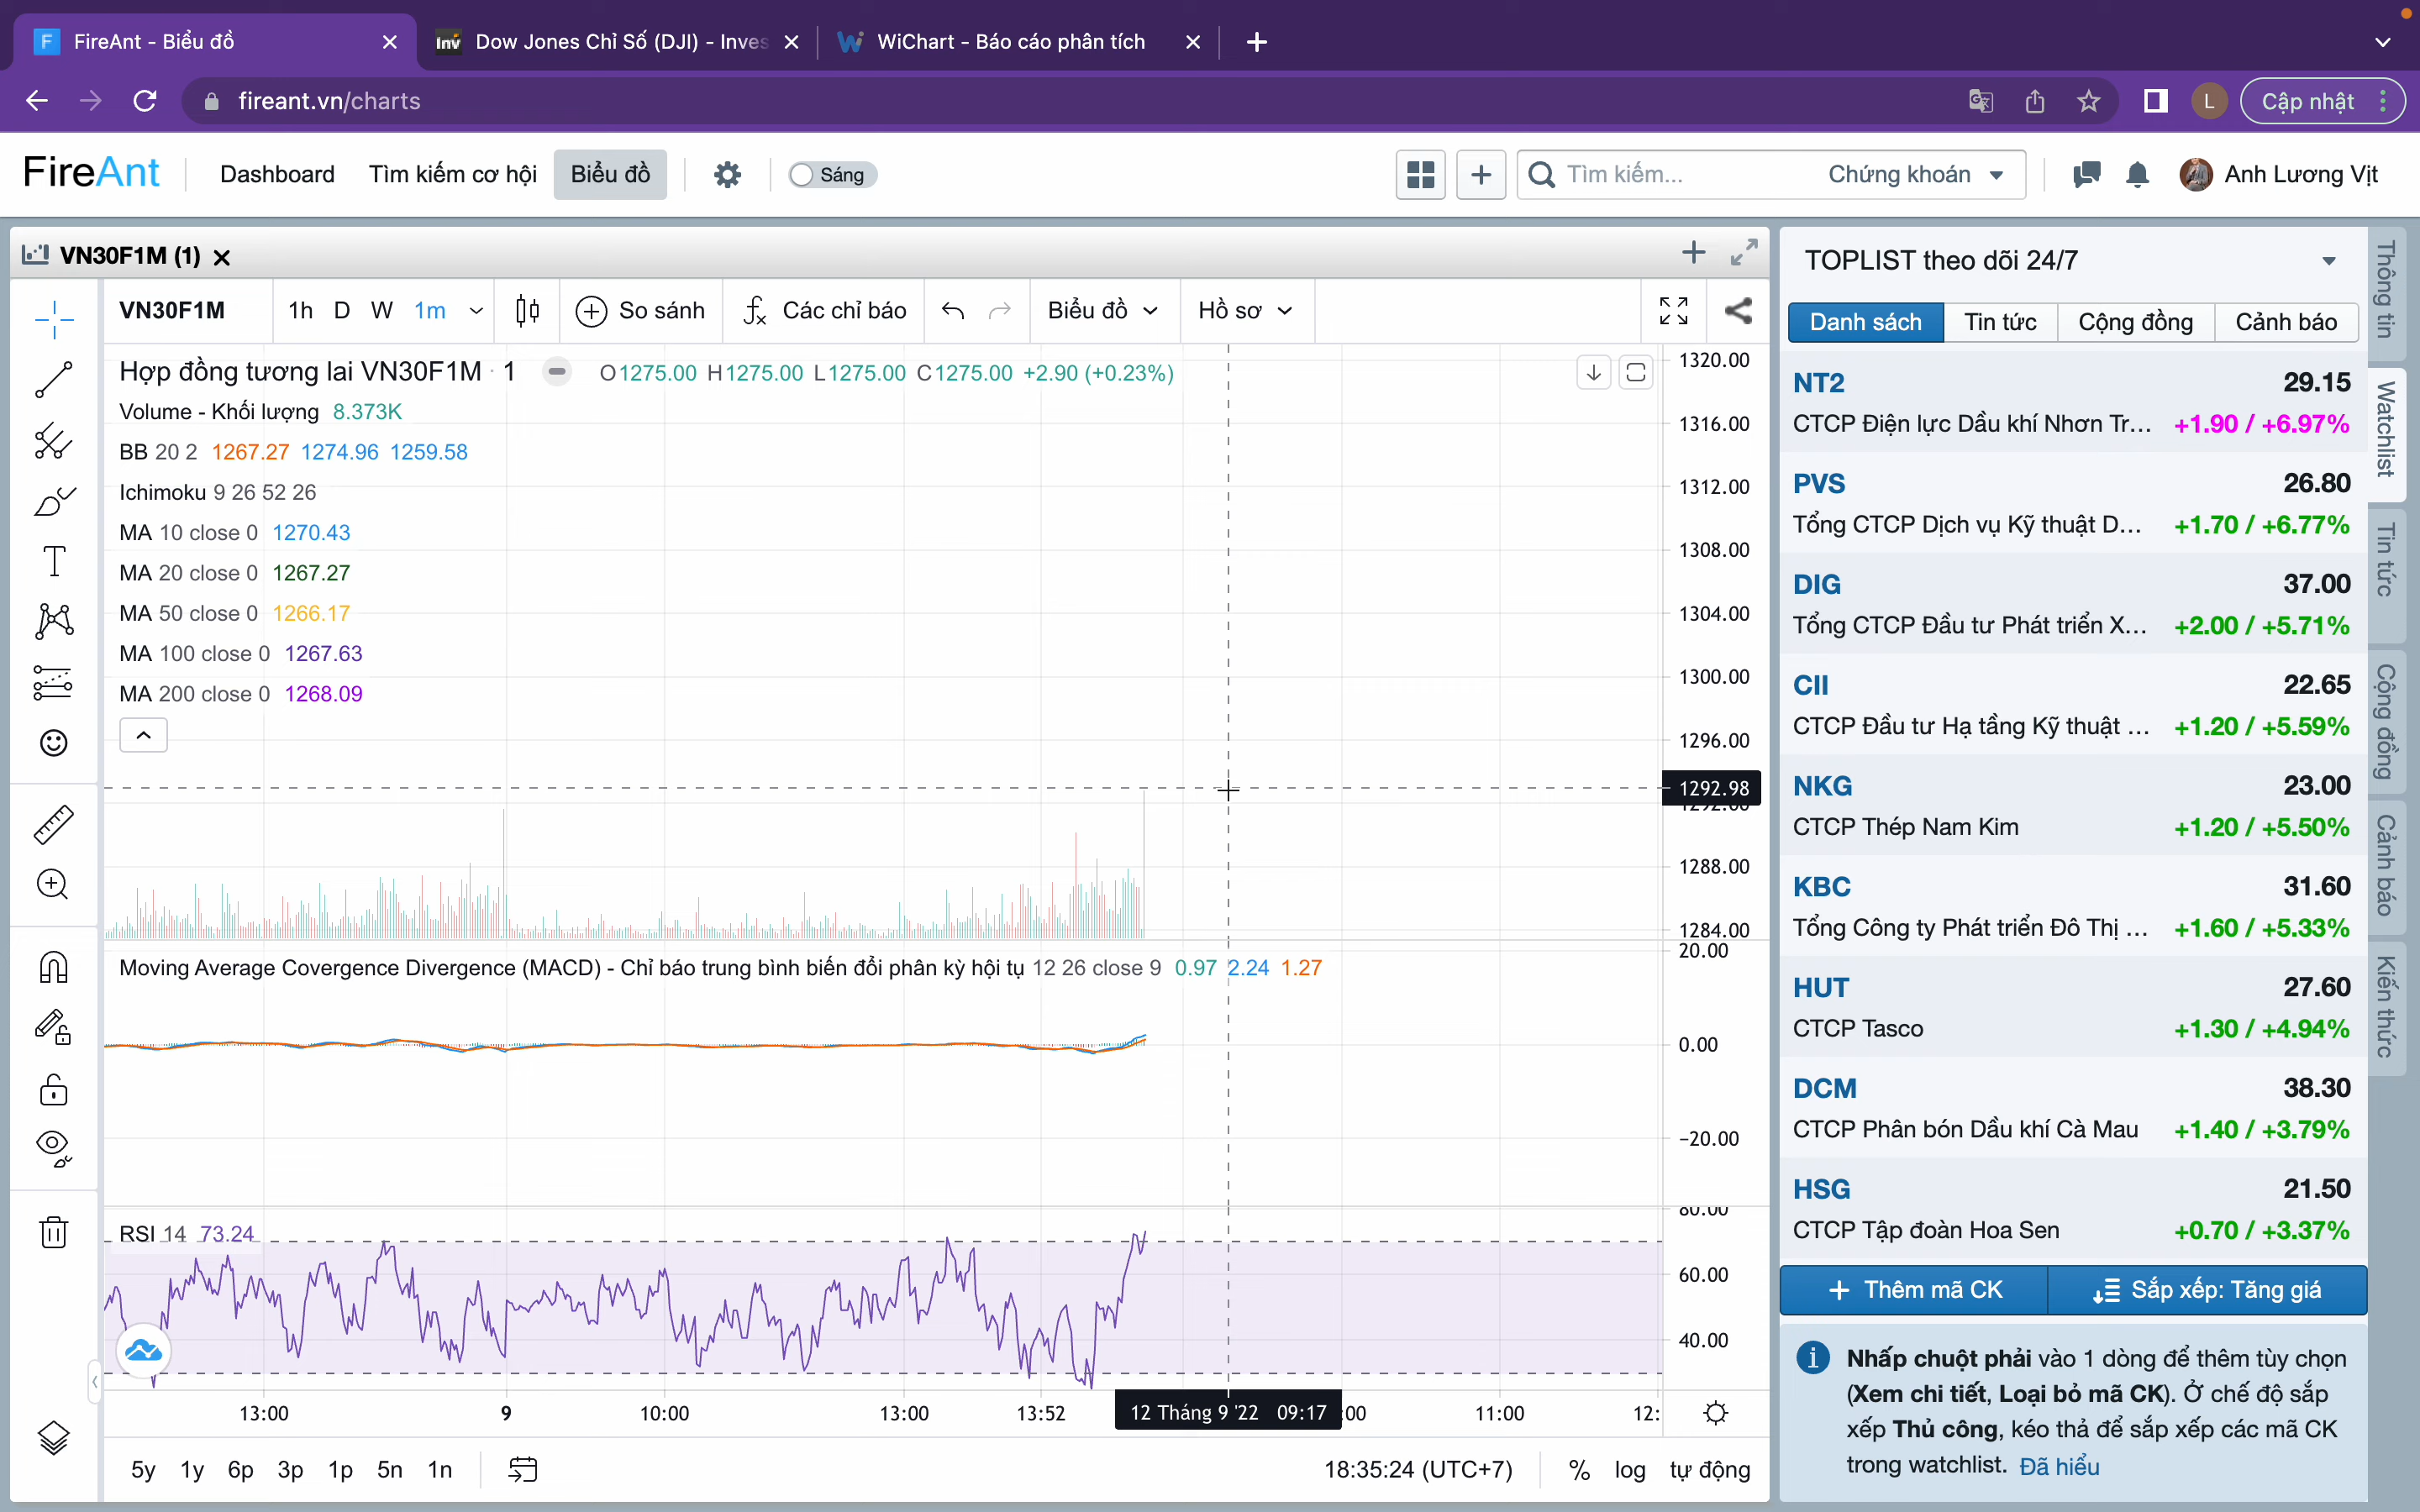 FireAnt - Biểu đồ
Dow Jones Chỉ Số (DJI) - Inves
WiChart - Báo cáo phân tích
fireant.vn/charts
L
Cập nhật
FireAnt
Dashboard
Tìm kiếm cơ hội
Biểu đồ
Sáng
Tìm kiếm...
Chứng khoán
Anh Lương Vịt
VN30F1M (1)
VN30F1M
1h D W 1m
So sánh
Các chỉ báo
Biểu đồ
Hồ sơ
Hợp đồng tương lai VN30F1M · 1
O1275.00 H1275.00 L1275.00 C1275.00 +2.90 (+0.23%)
Volume - Khối lượng 8.373K
BB 20 2 1267.27 1274.96 1259.58
Ichimoku 9 26 52 26
MA 10 close 0 1270.43
MA 20 close 0 1267.27
MA 50 close 0 1266.17
MA 100 close 0 1267.63
MA 200 close 0 1268.09
1320.00
1316.00
1312.00
1308.00
1304.00
1300.00
1296.00
1292.98
1288.00
1284.00
Moving Average Covergence Divergence (MACD) - Chỉ báo trung bình biến đổi phân kỳ hội tụ 12 26 close 9 0.97 2.24 1.27
20.00
0.00
−20.00
RSI 14 73.24
80.00
60.00
40.00
13:00 9 10:00 13:00 13:52 12 Tháng 9 '22 09:17 :00 11:00 12:
5y 1y 6p 3p 1p 5n 1n
18:35:24 (UTC+7)
% log tự động
TOPLIST theo dõi 24/7
Danh sách
Tin tức
Cộng đồng
Cảnh báo
NT2 29.15
CTCP Điện lực Dầu khí Nhơn Tr... +1.90 / +6.97%
PVS 26.80
Tổng CTCP Dịch vụ Kỹ thuật D... +1.70 / +6.77%
DIG 37.00
Tổng CTCP Đầu tư Phát triển X... +2.00 / +5.71%
CII 22.65
CTCP Đầu tư Hạ tầng Kỹ thuật ... +1.20 / +5.59%
NKG 23.00
CTCP Thép Nam Kim +1.20 / +5.50%
KBC 31.60
Tổng Công ty Phát triển Đô Thị ... +1.60 / +5.33%
HUT 27.60
CTCP Tasco +1.30 / +4.94%
DCM 38.30
CTCP Phân bón Dầu khí Cà Mau +1.40 / +3.79%
HSG 21.50
CTCP Tập đoàn Hoa Sen +0.70 / +3.37%
Thêm mã CK
Sắp xếp: Tăng giá
Nhấp chuột phải vào 1 dòng để thêm tùy chọn
(Xem chi tiết, Loại bỏ mã CK). Ở chế độ sắp
xếp Thủ công, kéo thả để sắp xếp các mã CK
trong watchlist. Đã hiểu
Thông tin
Watchlist
Tin tức
Cộng đồng
Cảnh báo
Kiến thức